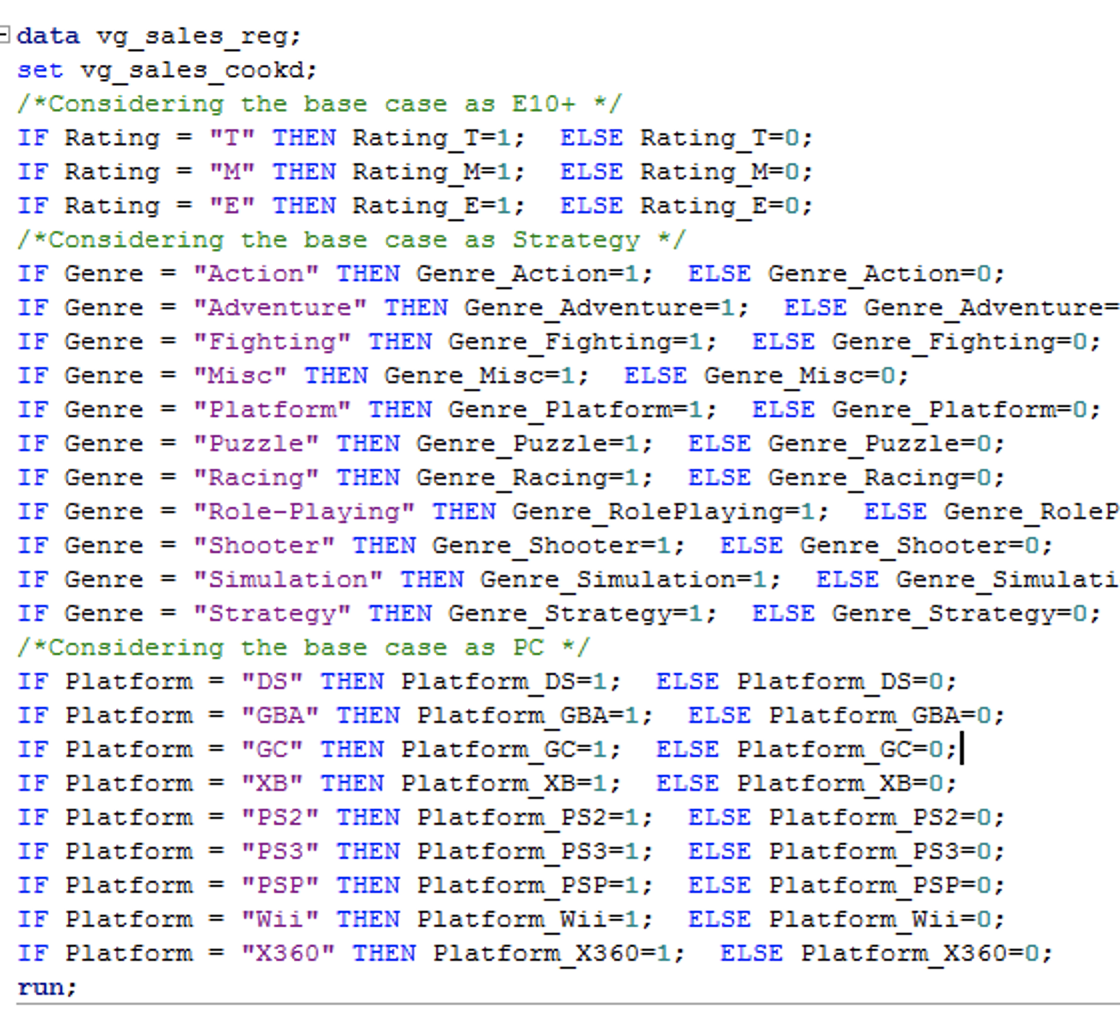 data vg_sales_reg;
set vg_sales_cookd;
/*Considering the base case as E10+ */
IF Rating = "T" THEN Rating_T=1;  ELSE Rating_T=0;
IF Rating = "M" THEN Rating_M=1;  ELSE Rating_M=0;
IF Rating = "E" THEN Rating_E=1;  ELSE Rating_E=0;
/*Considering the base case as Strategy */
IF Genre = "Action" THEN Genre_Action=1;  ELSE Genre_Action=0;
IF Genre = "Adventure" THEN Genre_Adventure=1;  ELSE Genre_Adventure=
IF Genre = "Fighting" THEN Genre_Fighting=1;  ELSE Genre_Fighting=0;
IF Genre = "Misc" THEN Genre_Misc=1;  ELSE Genre_Misc=0;
IF Genre = "Platform" THEN Genre_Platform=1;  ELSE Genre_Platform=0;
IF Genre = "Puzzle" THEN Genre_Puzzle=1;  ELSE Genre_Puzzle=0;
IF Genre = "Racing" THEN Genre_Racing=1;  ELSE Genre_Racing=0;
IF Genre = "Role-Playing" THEN Genre_RolePlaying=1;  ELSE Genre_RoleP
IF Genre = "Shooter" THEN Genre_Shooter=1;  ELSE Genre_Shooter=0;
IF Genre = "Simulation" THEN Genre_Simulation=1;  ELSE Genre_Simulati
IF Genre = "Strategy" THEN Genre_Strategy=1;  ELSE Genre_Strategy=0;
/*Considering the base case as PC */
IF Platform = "DS" THEN Platform_DS=1;  ELSE Platform_DS=0;
IF Platform = "GBA" THEN Platform_GBA=1;  ELSE Platform_GBA=0;
IF Platform = "GC" THEN Platform_GC=1;  ELSE Platform_GC=0;
IF Platform = "XB" THEN Platform_XB=1;  ELSE Platform_XB=0;
IF Platform = "PS2" THEN Platform_PS2=1;  ELSE Platform_PS2=0;
IF Platform = "PS3" THEN Platform_PS3=1;  ELSE Platform_PS3=0;
IF Platform = "PSP" THEN Platform_PSP=1;  ELSE Platform_PSP=0;
IF Platform = "Wii" THEN Platform_Wii=1;  ELSE Platform_Wii=0;
IF Platform = "X360" THEN Platform_X360=1;  ELSE Platform_X360=0;
run;